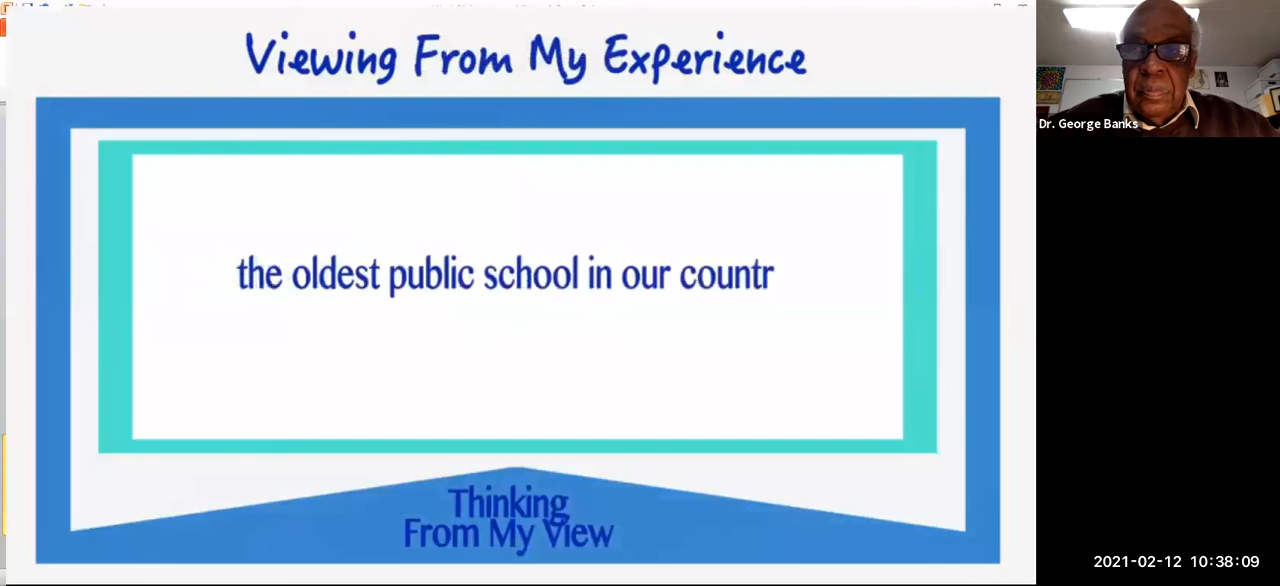 Viewing From My Experience
the oldest public school in our countr
Thinking
From My View
Dr. George Banks
2021-02-12 10:38:09